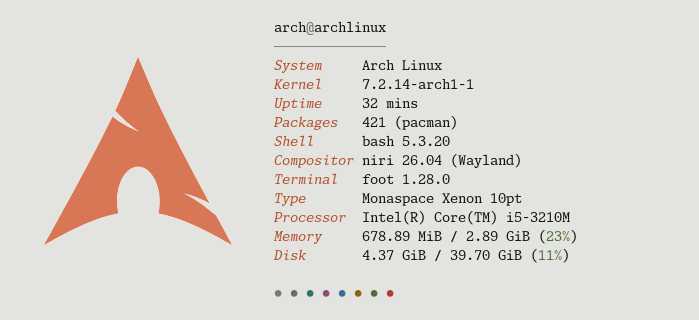 arch@archlinux
System Arch Linux
Kernel 7.2.14-arch1-1
Uptime 32 mins
Packages 421 (pacman)
Shell bash 5.3.20
Compositor niri 26.04 (Wayland)
Terminal foot 1.28.0
Type Monaspace Xenon 10pt
Processor Intel(R) Core(TM) i5-3210M
Memory 678.89 MiB / 2.89 GiB (23%)
Disk 4.37 GiB / 39.70 GiB (11%)